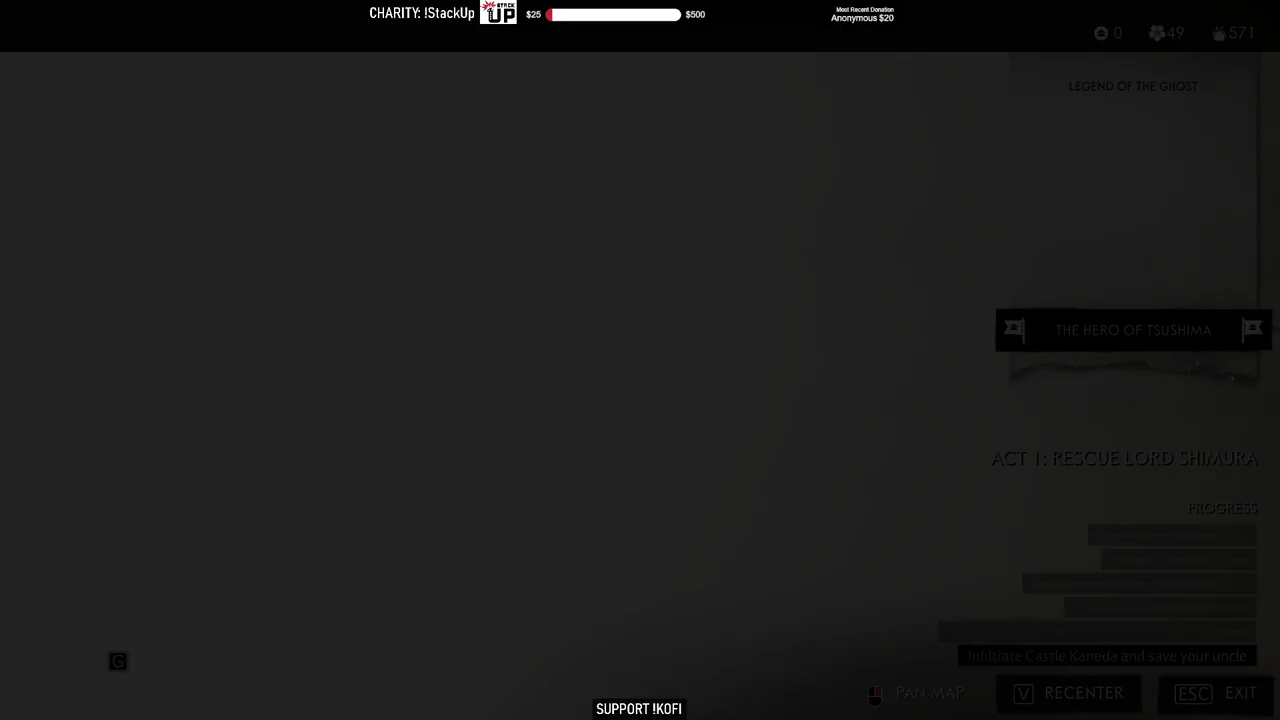 CHARITY: !StackUp
STACK UP
$25
$500
Most Recent Donation
Anonymous $20
0
49
571
LEGEND OF THE GHOST
THE HERO OF TSUSHIMA
ACT 1: RESCUE LORD SHIMURA
PROGRESS
Infiltrate Castle Kaneda and save your uncle
G
PAN MAP
V RECENTER
ESC EXIT
SUPPORT !KOFI